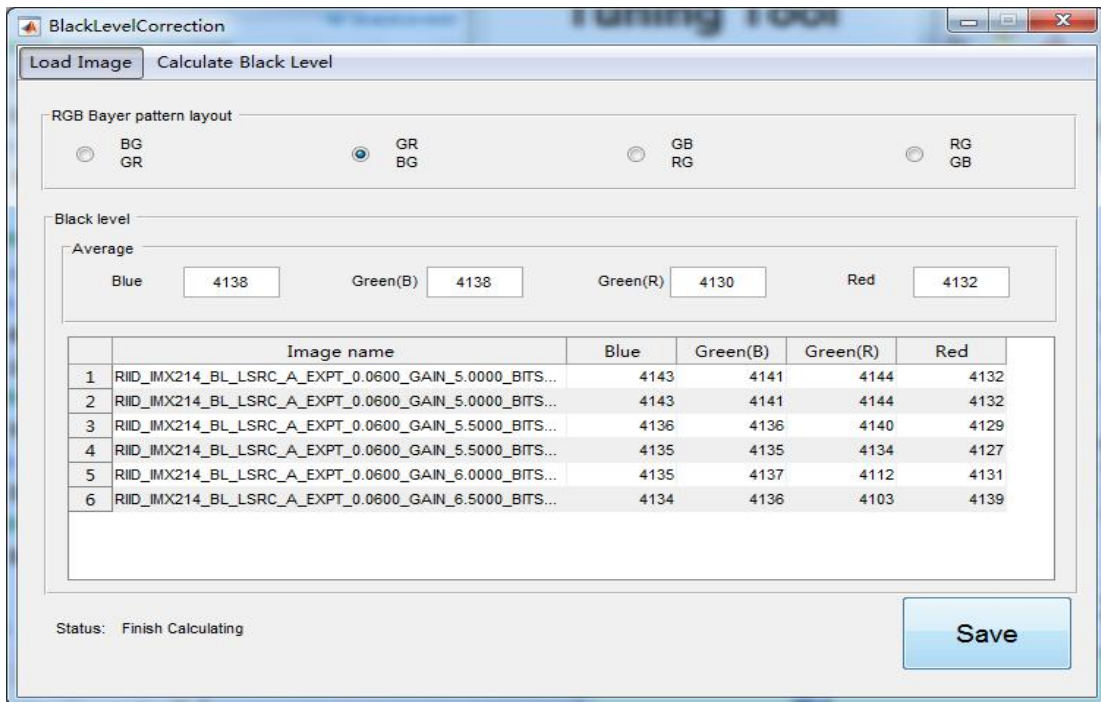 Tuning Tool
BlackLevelCorrection
Load Image Calculate Black Level
RGB Bayer pattern layout
BG GR GB RG
GR BG RG GB
Black level
Average
Blue 4138 Green(B) 4138 Green(R) 4130 Red 4132
Image name Blue Green(B) Green(R) Red
1 RIID_IMX214_BL_LSRC_A_EXPT_0.0600_GAIN_5.0000_BITS... 4143 4141 4144 4132
2 RIID_IMX214_BL_LSRC_A_EXPT_0.0600_GAIN_5.0000_BITS... 4143 4141 4144 4132
3 RIID_IMX214_BL_LSRC_A_EXPT_0.0600_GAIN_5.5000_BITS... 4136 4136 4140 4129
4 RIID_IMX214_BL_LSRC_A_EXPT_0.0600_GAIN_5.5000_BITS... 4135 4135 4134 4127
5 RIID_IMX214_BL_LSRC_A_EXPT_0.0600_GAIN_6.0000_BITS... 4135 4137 4112 4131
6 RIID_IMX214_BL_LSRC_A_EXPT_0.0600_GAIN_6.5000_BITS... 4134 4136 4103 4139
Status: Finish Calculating
Save